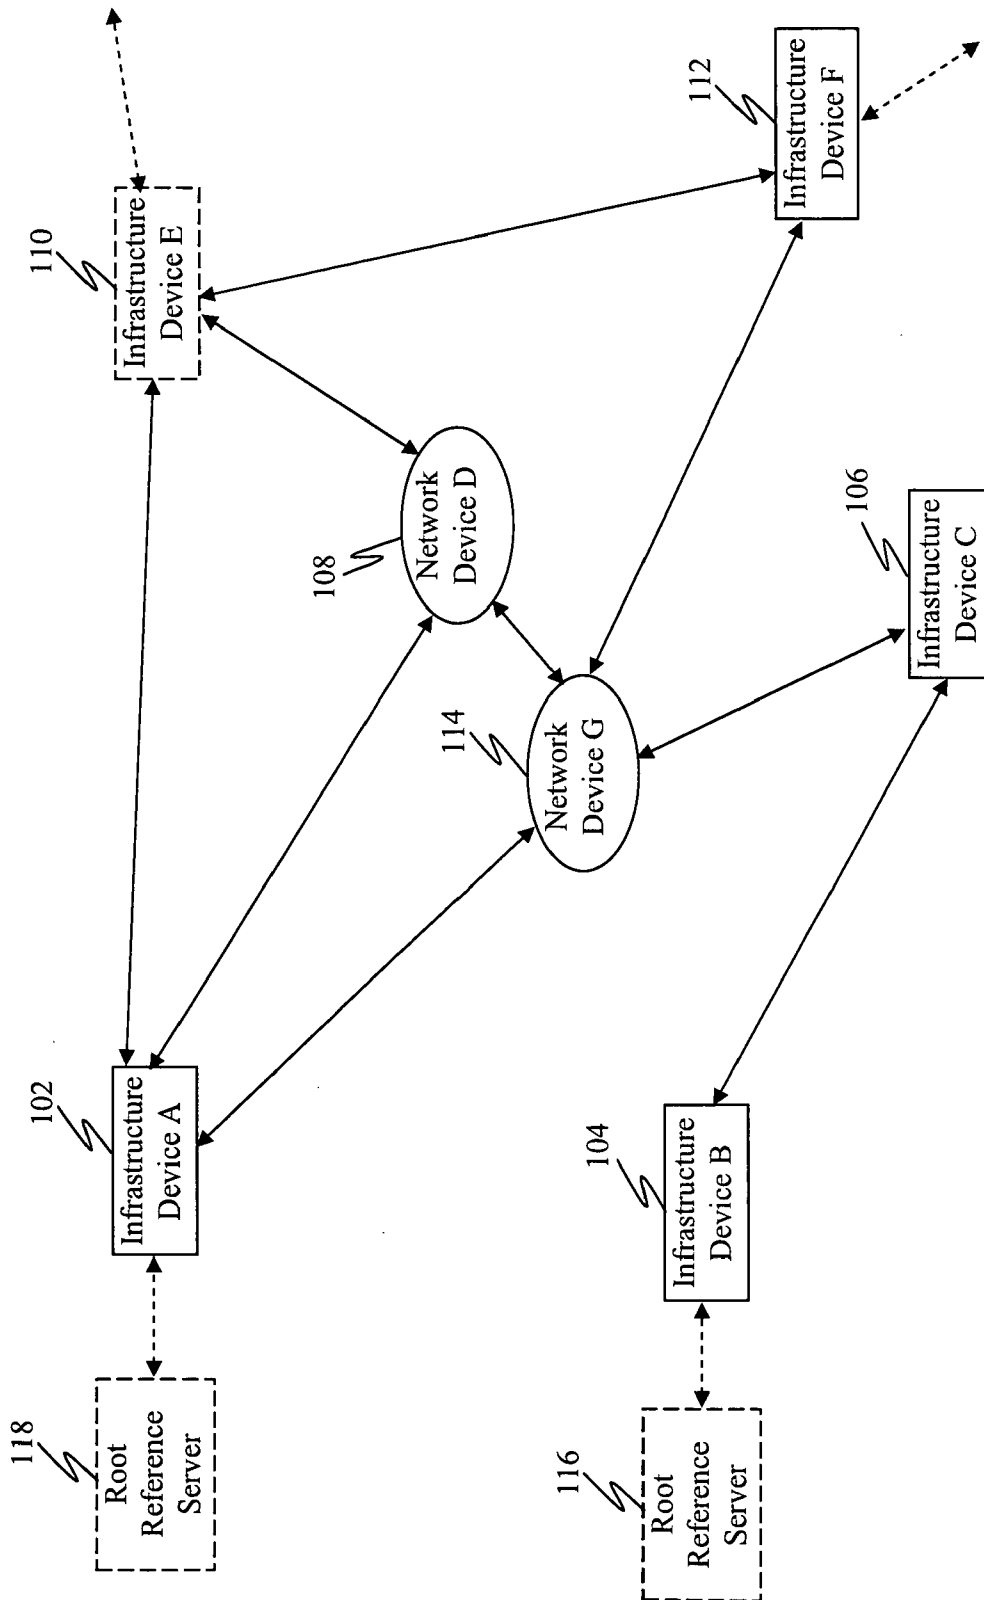 118
Root
Reference
Server
102
Infrastructure
Device A
110
Infrastructure
Device E
108
Network
Device D
114
Network
Device G
112
Infrastructure
Device F
116
Root
Reference
Server
104
Infrastructure
Device B
106
Infrastructure
Device C